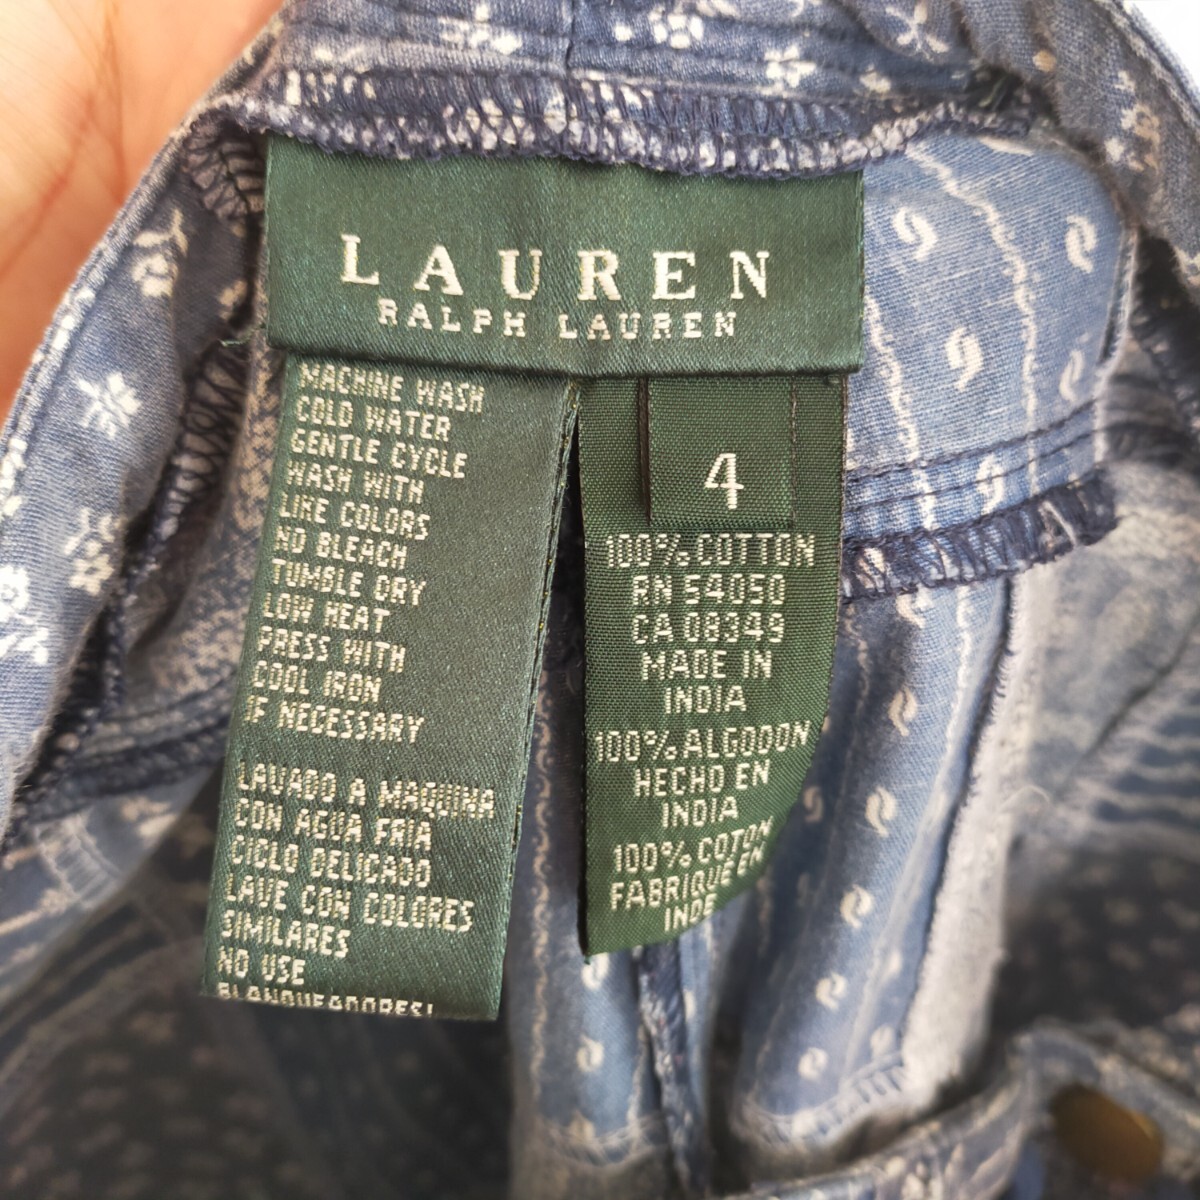 LAUREN
RALPH LAUREN
MACHINE WASH
COLD WATER
GENTLE CYCLE
WASH WITH
LIKE COLORS
NO BLEACH
TUMBLE DRY
LOW HEAT
PRESS WITH
COOL IRON
IF NECESSARY
LAVADO A MAQUINA
CON AGUA FRIA
CICLO DELICADO
LAVE CON COLORES
SIMILARES
NO USE
BLANQUEADORES!
4
100% COTTON
RN 54050
CA 08349
MADE IN
INDIA
100% ALGODON
HECHO EN
INDIA
100% COTON
FABRIQUE EN
INDE